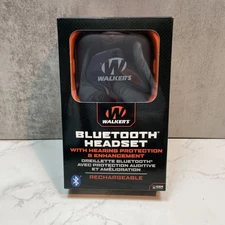 WALKER'S
WALKER'S
BLUETOOTH®
HEADSET
WITH HEARING PROTECTION
& ENHANCEMENT
OREILLETTE BLUETOOTH®
AVEC PROTECTION AUDITIVE
ET AMÉLIORATION
RECHARGEABLE